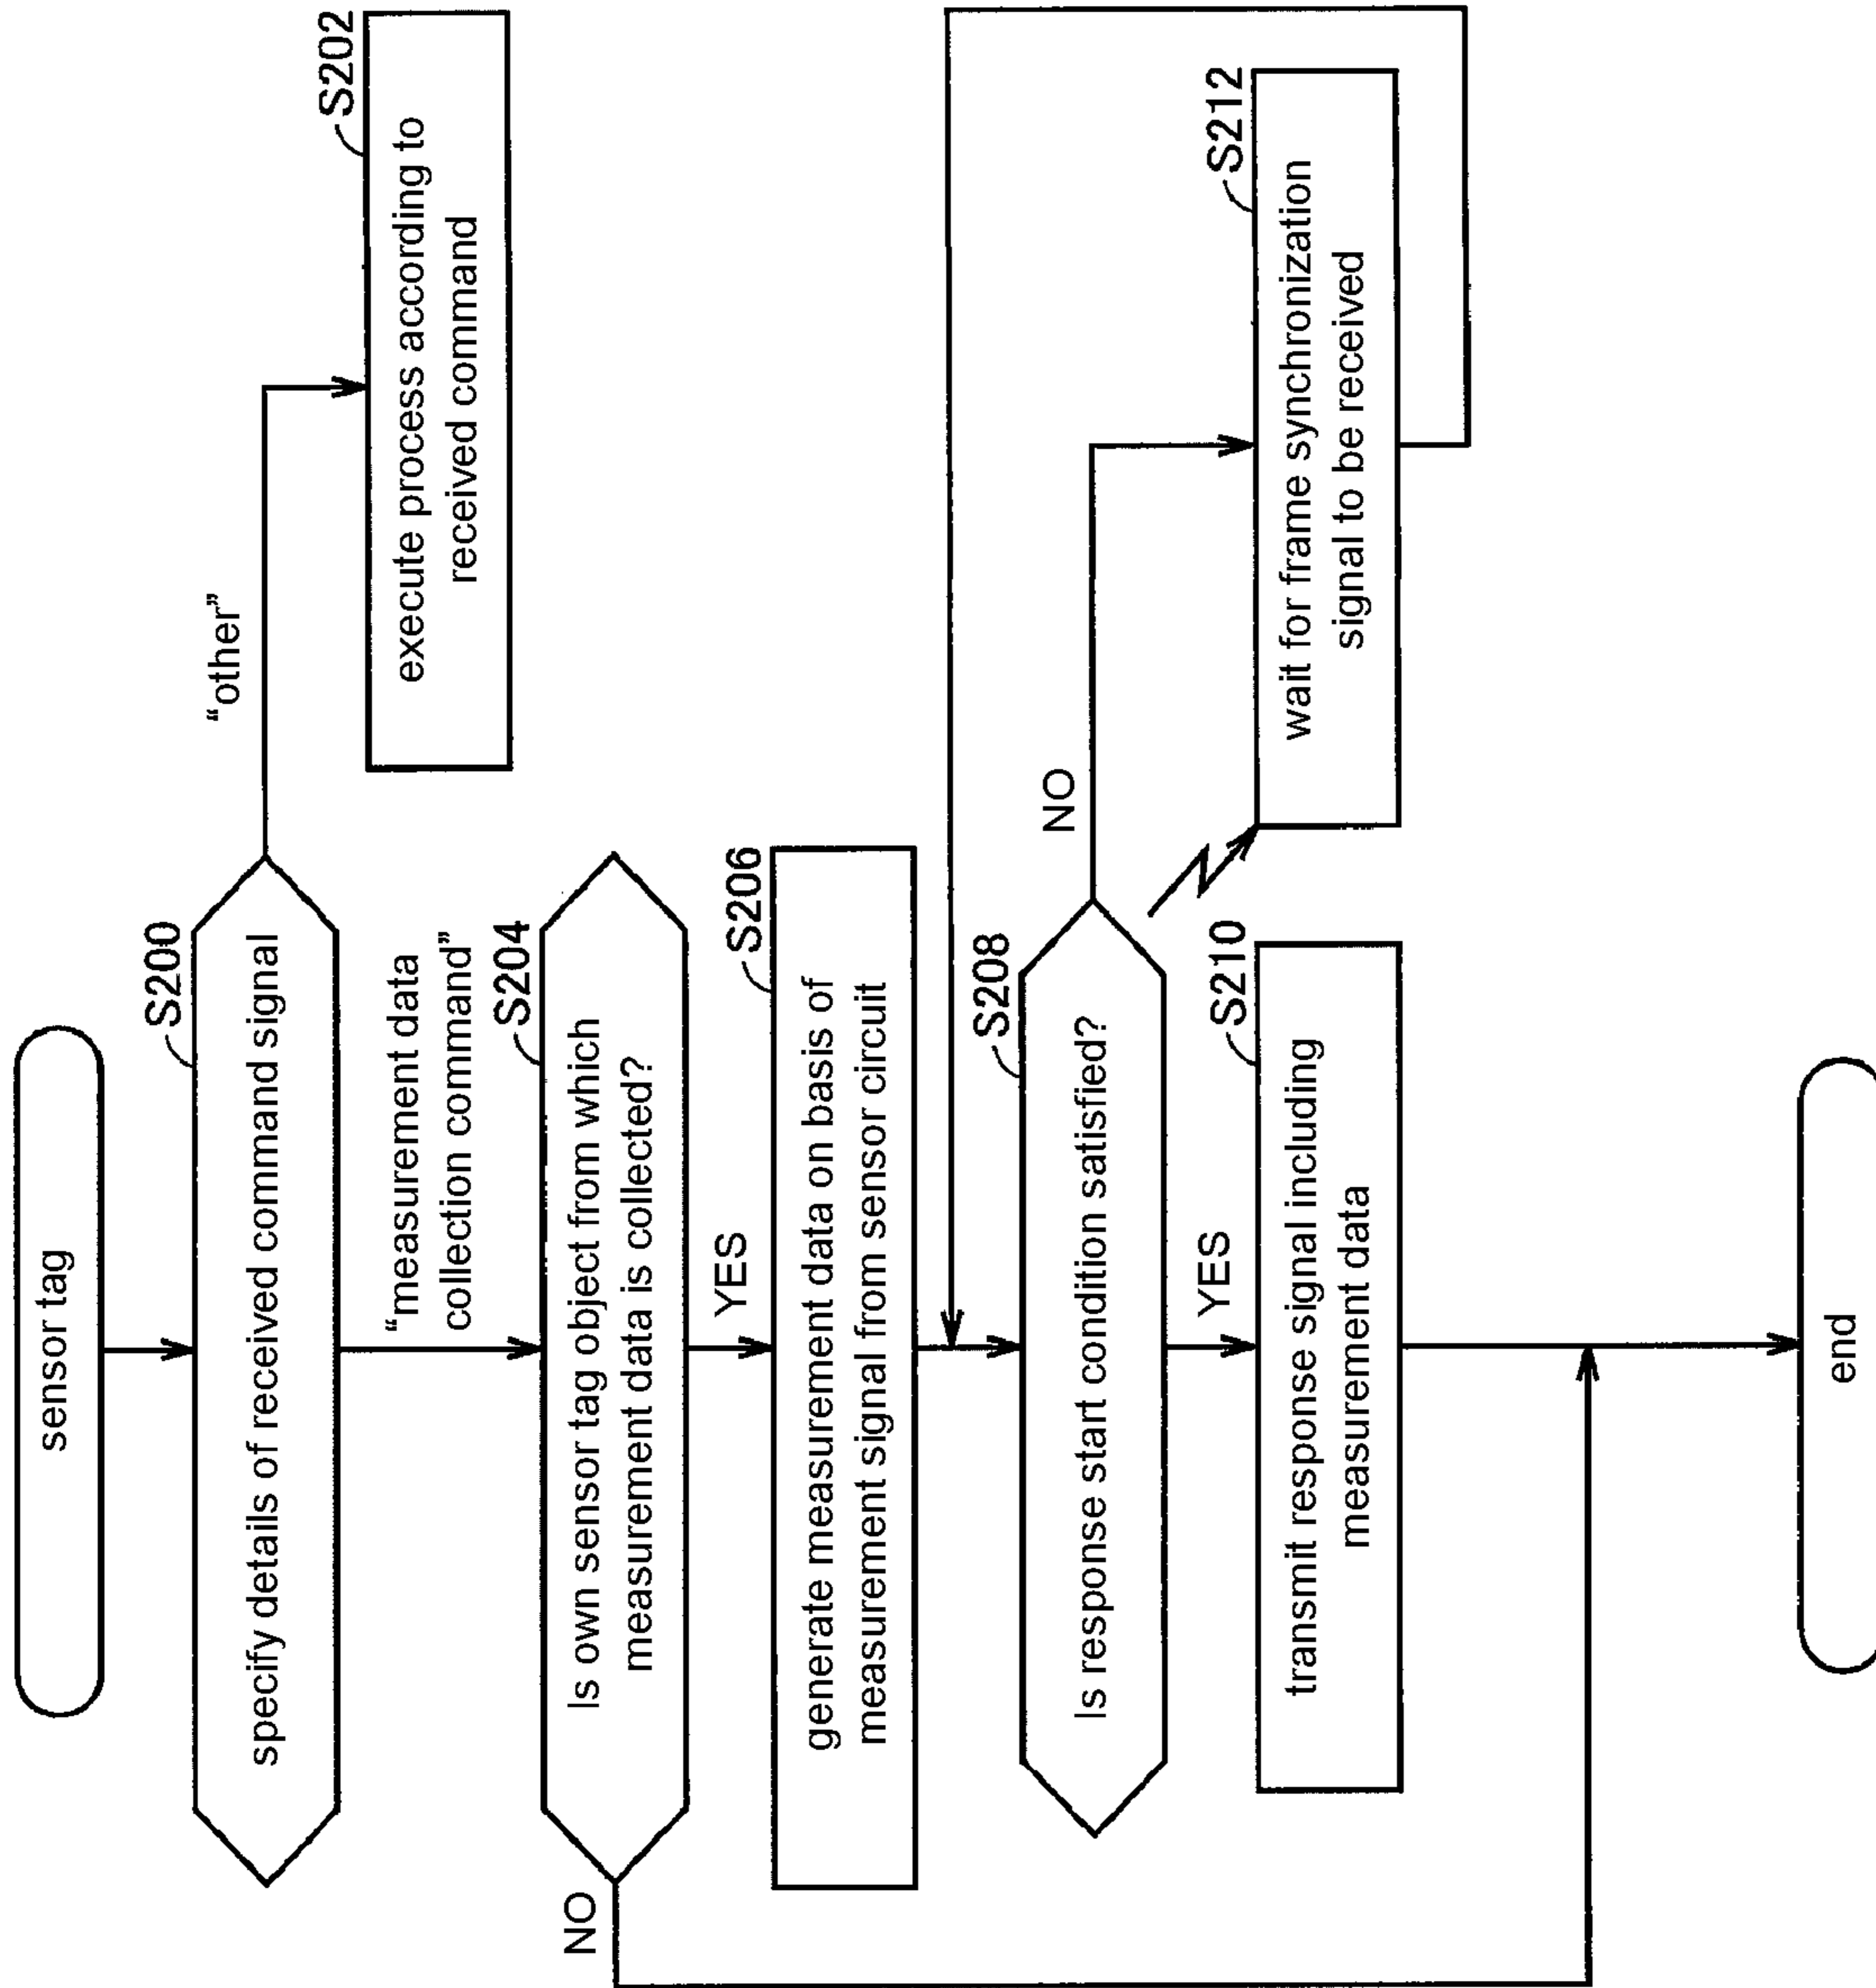 sensor tag
S200
specify details of received command signal
“other”
S202
execute process according to
received command
“measurement data
collection command”
S204
Is own sensor tag object from which
measurement data is collected?
NO
YES
S206
generate measurement data on basis of
measurement signal from sensor circuit
S208
Is response start condition satisfied?
NO
YES
S210
transmit response signal including
measurement data
S212
wait for frame synchronization
signal to be received
end